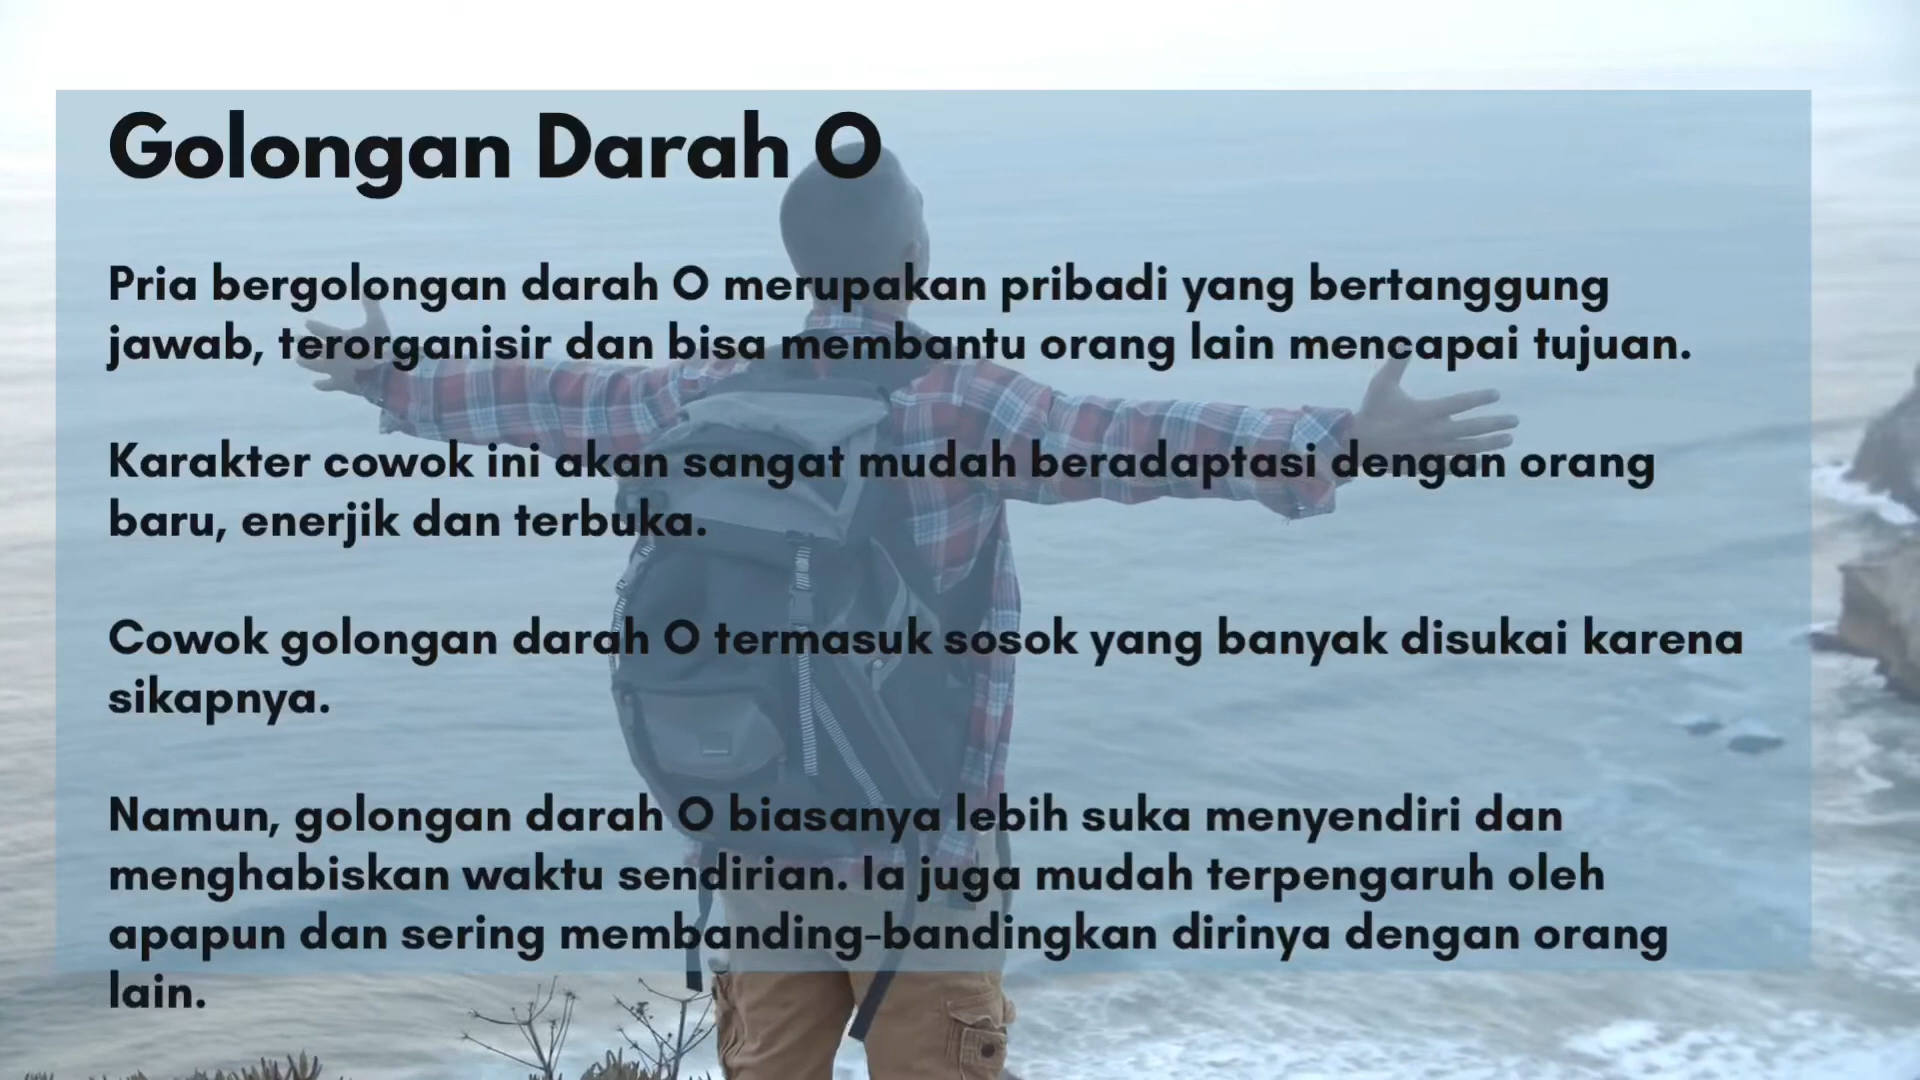 Golongan Darah O
Pria bergolongan darah O merupakan pribadi yang bertanggung
jawab, terorganisir dan bisa membantu orang lain mencapai tujuan.
Karakter cowok ini akan sangat mudah beradaptasi dengan orang
baru, enerjik dan terbuka.
Cowok golongan darah O termasuk sosok yang banyak disukai karena
sikapnya.
Namun, golongan darah O biasanya lebih suka menyendiri dan
menghabiskan waktu sendirian. Ia juga mudah terpengaruh oleh
apapun dan sering membanding-bandingkan dirinya dengan orang
lain.